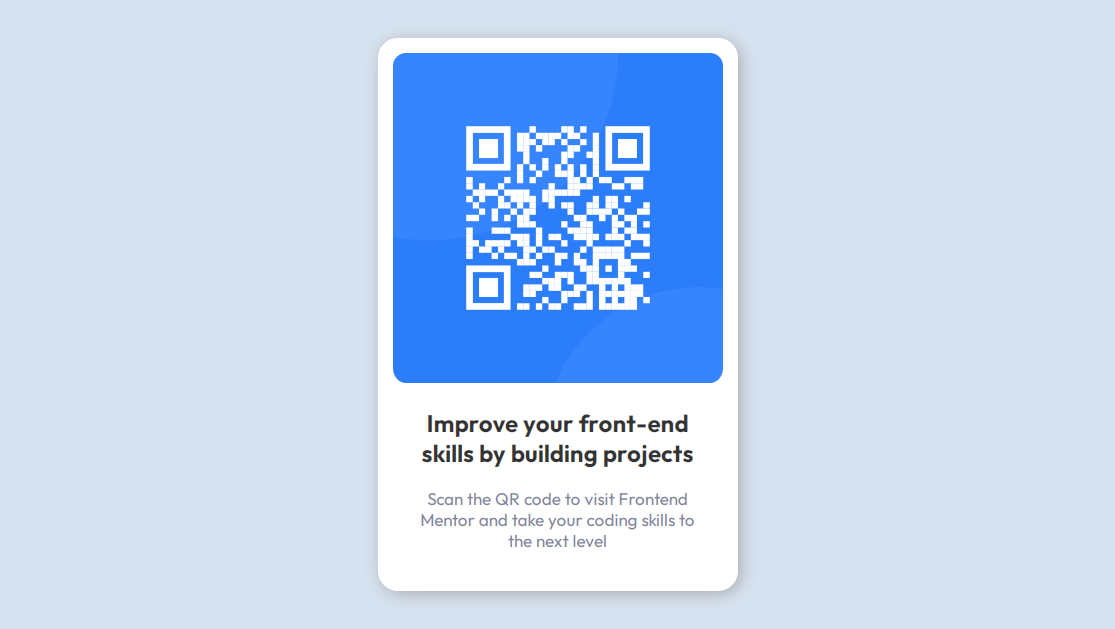 Improve your front-end
skills by building projects
Scan the QR code to visit Frontend
Mentor and take your coding skills to
the next level